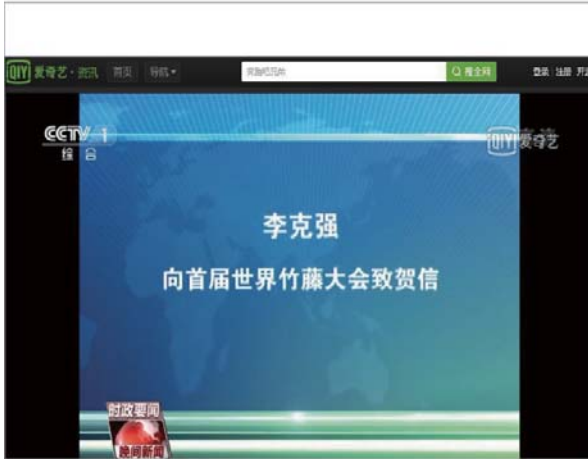 QIY 爱奇艺·资讯 首页 导航 搜全网 登录 注册
CCTV 1
综合
QIY 爱奇艺
李克强
向首届世界竹藤大会致贺信
时政要闻
晚间新闻